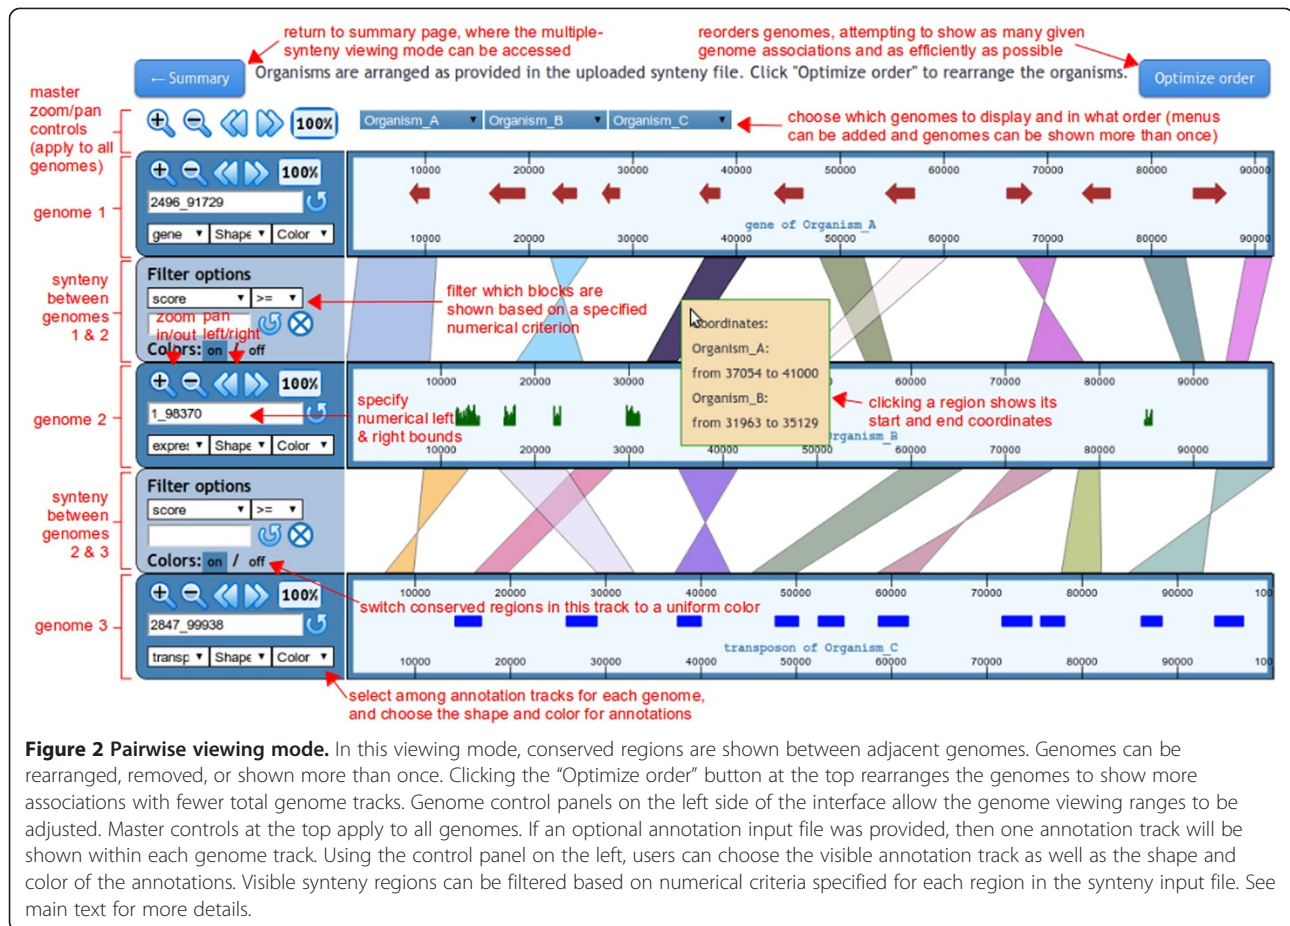 return to summary page, where the multiple-
synteny viewing mode can be accessed
reorders genomes, attempting to show as many given
genome associations and as efficiently as possible
← Summary
Organisms are arranged as provided in the uploaded synteny file. Click "Optimize order" to rearrange the organisms.
Optimize order
master
zoom/pan
controls
(apply to all
genomes)
100%
Organism_A Organism_B Organism_C
choose which genomes to display and in what order (menus
can be added and genomes can be shown more than once)
genome 1
100%
2496_91729
gene Shape Color
10000 20000 30000 40000 50000 60000 70000 80000 90000
gene of Organism_A
10000 20000 30000 40000 50000 60000 70000 80000 90000
synteny
between
genomes
1 & 2
Filter options
score >=
zoom pan
in/out left/right
Colors: on / off
filter which blocks are
shown based on a specified
numerical criterion
Coordinates:
Organism_A:
from 37054 to 41000
Organism_B:
from 31963 to 35129
clicking a region shows its
start and end coordinates
genome 2
100%
1_98370
expres Shape Color
specify
numerical left
& right bounds
10000 20000 30000 60000 70000 80000 90000
Organism_B
10000 20000 30000 40000 50000 60000 70000 80000 90000
synteny
between
genomes
2 & 3
Filter options
score >=
Colors: on / off
switch conserved regions in this track to a uniform color
genome 3
100%
2847_99938
transp Shape Color
10000 20000 30000 40000 50000 60000 70000 80000 90000 100
transposon of Organism_C
10000 20000 30000 40000 50000 60000 70000 80000 90000 100
select among annotation tracks for each genome,
and choose the shape and color for annotations
Figure 2 Pairwise viewing mode. In this viewing mode, conserved regions are shown between adjacent genomes. Genomes can be
rearranged, removed, or shown more than once. Clicking the "Optimize order" button at the top rearranges the genomes to show more
associations with fewer total genome tracks. Genome control panels on the left side of the interface allow the genome viewing ranges to be
adjusted. Master controls at the top apply to all genomes. If an optional annotation input file was provided, then one annotation track will be
shown within each genome track. Using the control panel on the left, users can choose the visible annotation track as well as the shape and
color of the annotations. Visible synteny regions can be filtered based on numerical criteria specified for each region in the synteny input file. See
main text for more details.